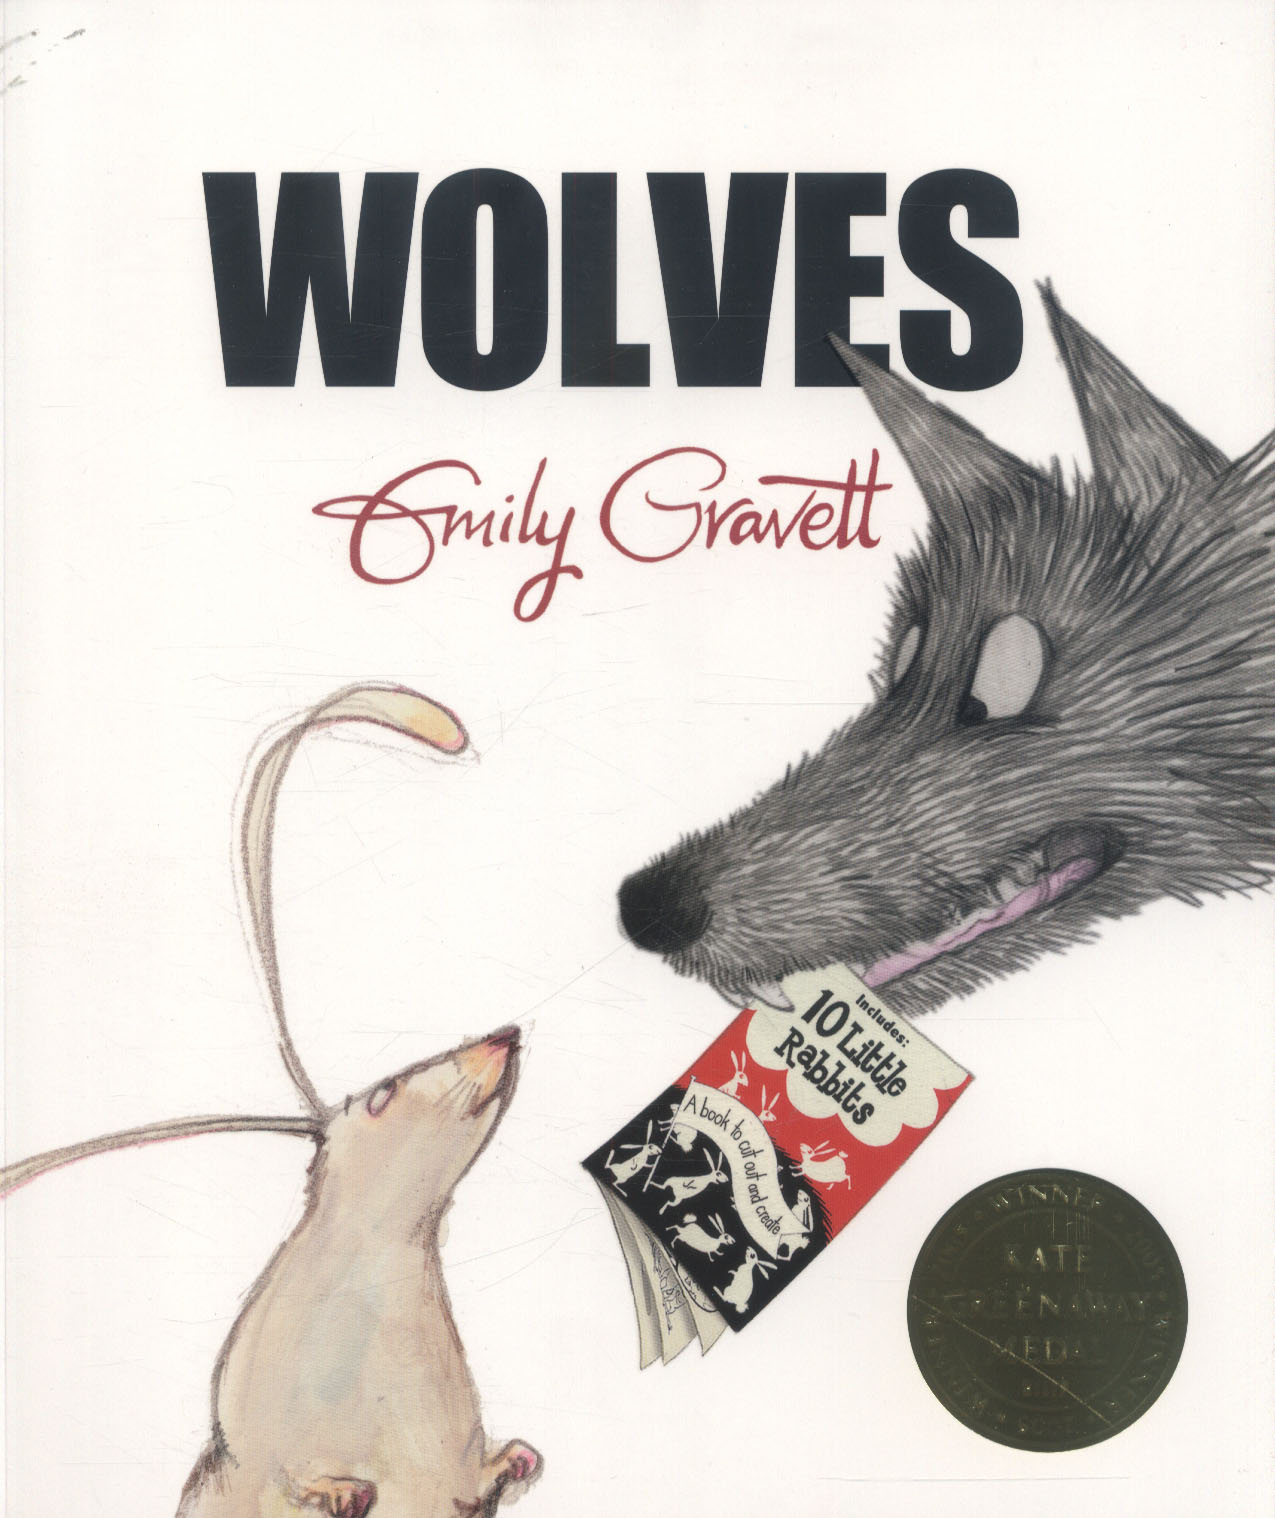 WOLVES
Emily Gravett
Includes:
10 Little
Rabbits
A book to cut out and create
WINNER
KATE
GREENAWAY
MEDAL